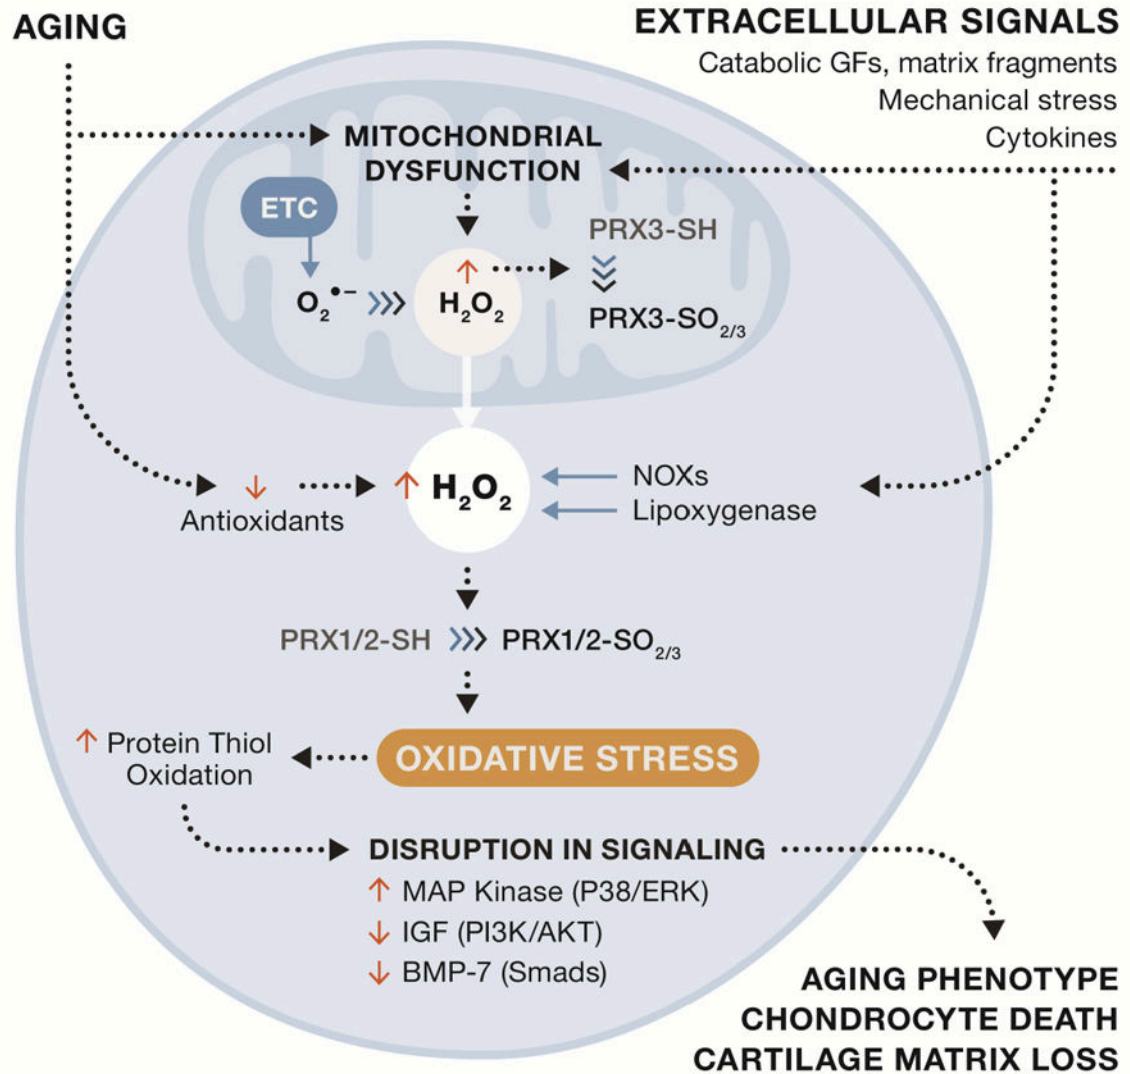 AGING
EXTRACELLULAR SIGNALS
Catabolic GFs, matrix fragments
Mechanical stress
Cytokines
MITOCHONDRIAL
DYSFUNCTION
ETC
PRX3-SH
O₂•– H₂O₂
PRX3-SO₂/₃
↓
Antioxidants
↑ H₂O₂
NOXs
Lipoxygenase
PRX1/2-SH PRX1/2-SO₂/₃
OXIDATIVE STRESS
↑ Protein Thiol
Oxidation
DISRUPTION IN SIGNALING
↑ MAP Kinase (P38/ERK)
↓ IGF (PI3K/AKT)
↓ BMP-7 (Smads)
AGING PHENOTYPE
CHONDROCYTE DEATH
CARTILAGE MATRIX LOSS